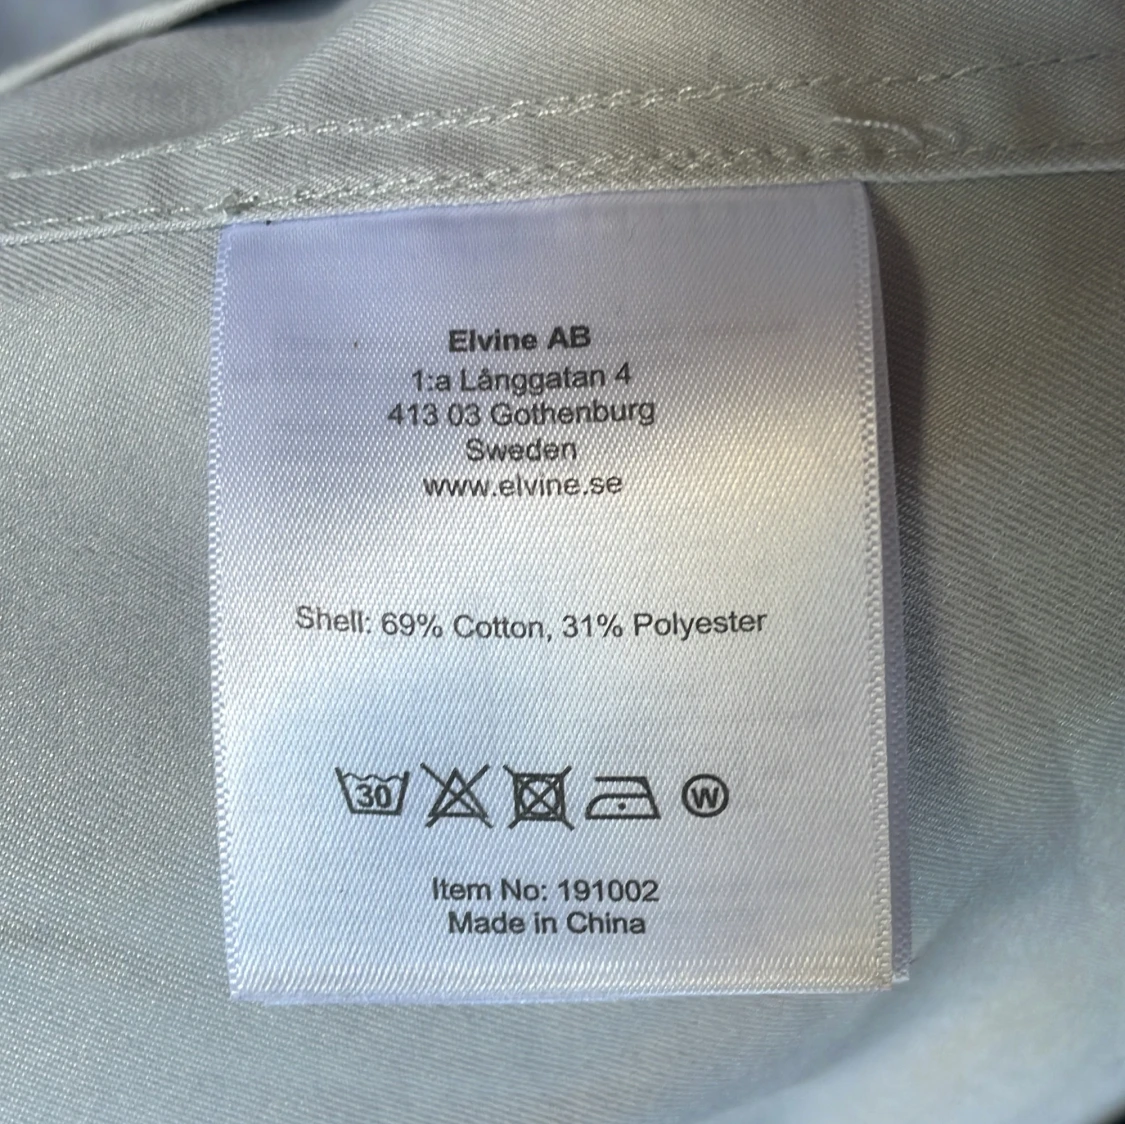 Elvine AB
1:a Långgatan 4
413 03 Gothenburg
Sweden
www.elvine.se
Shell: 69% Cotton, 31% Polyester
30 W
Item No: 191002
Made in China